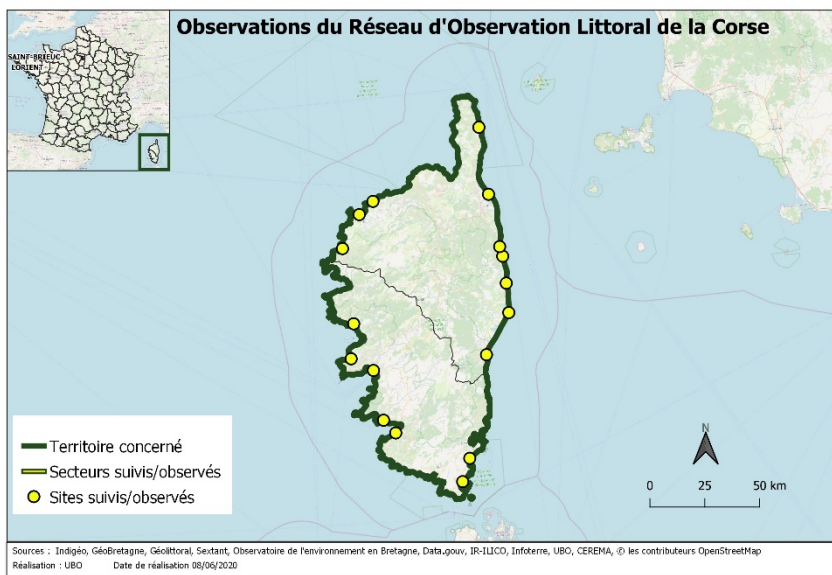 Observations du Réseau d'Observation Littoral de la Corse
SAINT-BRIEUC
LORIENT
Territoire concerné
Secteurs suivis/observés
Sites suivis/observés
N
0 25 50 km
Sources : Indigéo, GéoBretagne, Géolittoral, Sextant, Observatoire de l'environnement en Bretagne, Data.gouv, IR-ILICO, Infoterre, UBO, CEREMA, © les contributeurs OpenStreetMap
Réalisation : UBO Date de réalisation 08/06/2020